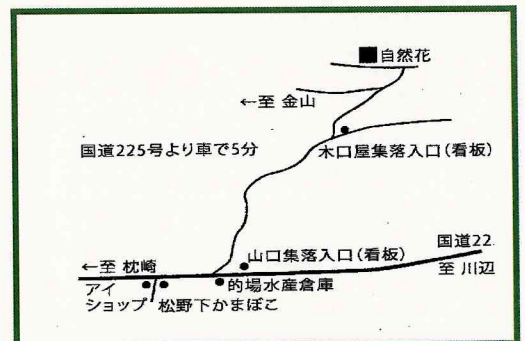 自然花
←至 金山
国道225号より車で5分
木口屋集落入口(看板)
山口集落入口(看板)
国道22
←至 枕崎
至 川辺
アイ
ショップ
松野下かまぼこ
的場水産倉庫